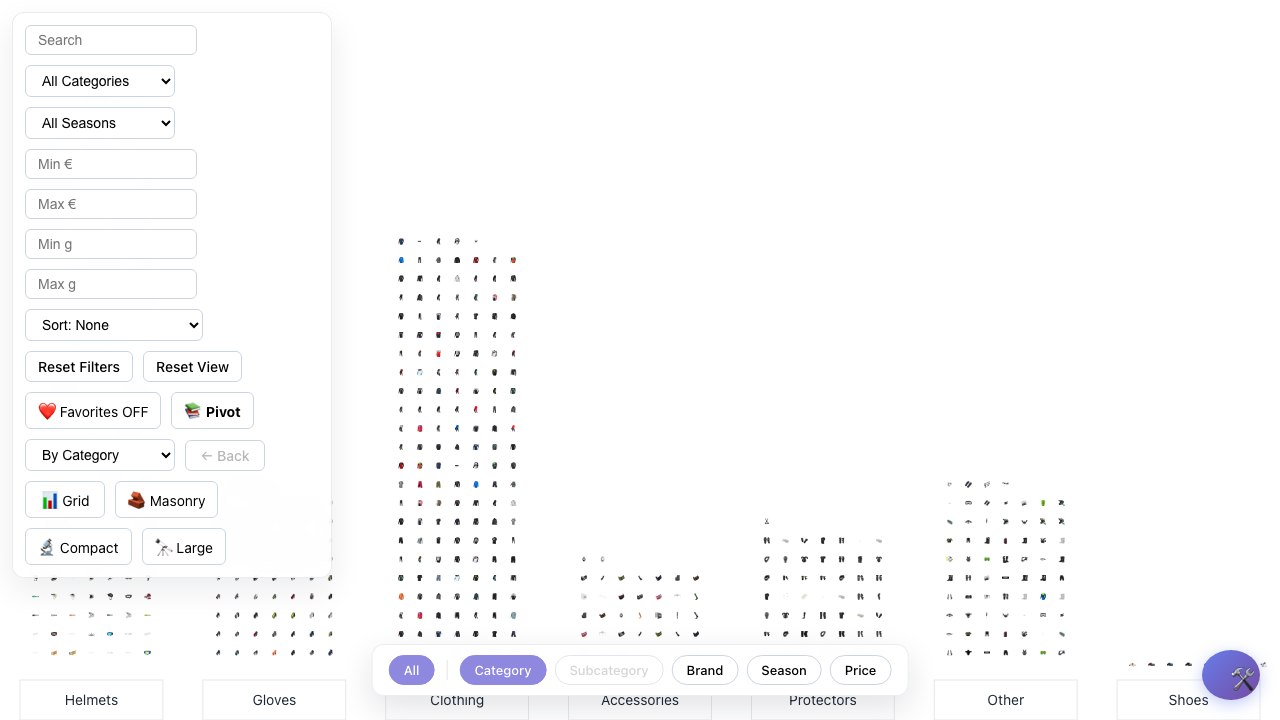 Search
All Categories
All Seasons
Min €
Max €
Min g
Max g
Sort: None
Reset Filters Reset View
Favorites OFF Pivot
By Category ← Back
Grid Masonry
Compact Large
All Category Subcategory Brand Season Price
Helmets Gloves Clothing Accessories Protectors Other Shoes